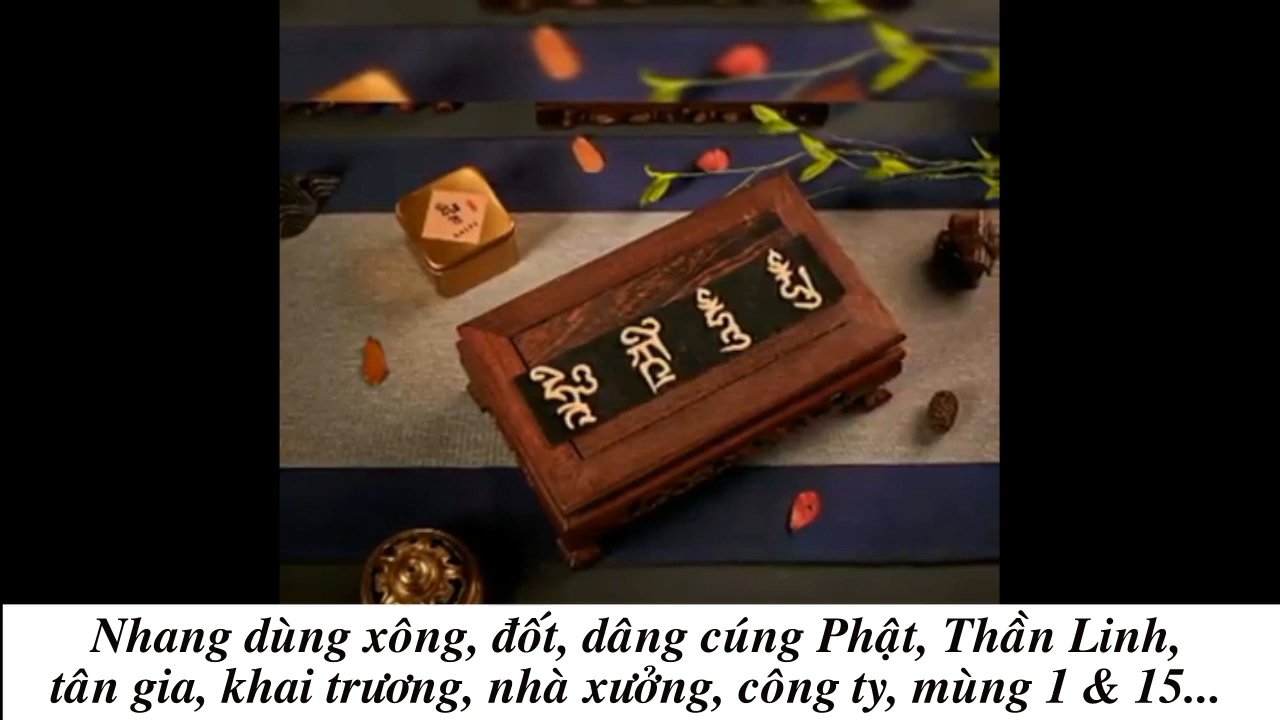 Nhang dùng xông, đốt, dâng cúng Phật, Thần Linh,
tân gia, khai trương, nhà xưởng, công ty, mùng 1 & 15...